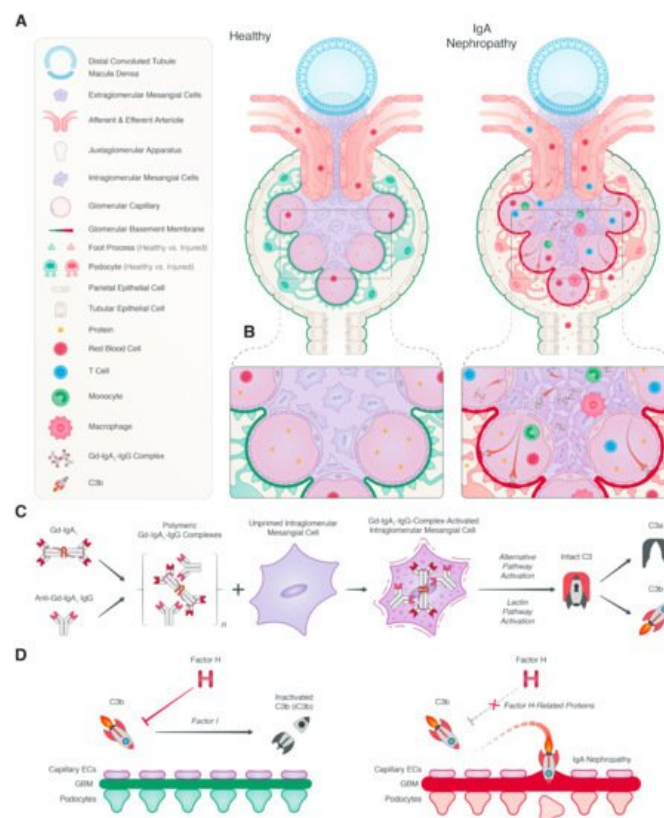 A
Healthy
IgA
Nephropathy
Distal Convoluted Tubule
Macula Densa
Extraglomerular Mesangial Cells
Afferent & Efferent Arteriole
Juxtaglomerular Apparatus
Intraglomerular Mesangial Cells
Glomerular Capillary
Glomerular Basement Membrane
Foot Process (Healthy vs. Injured)
Podocyte (Healthy vs. Injured)
Parietal Epithelial Cell
Tubular Epithelial Cell
Protein
Red Blood Cell
T Cell
Monocyte
Macrophage
Gd-IgA₁-IgG Complex
C3b
B
C
Gd-IgA₁
Anti-Gd-IgA₁ IgG
Polymeric
Gd-IgA₁-IgG Complexes
n
Unprimed Intraglomerular
Mesangial Cell
Gd-IgA₁-IgG-Complex-Activated
Intraglomerular Mesangial Cell
Alternative
Pathway
Activation
Lectin
Pathway
Activation
Intact C3
C3a
C3b
D
Factor H
C3b
Factor I
Inactivated
C3b (iC3b)
Capillary ECs
GBM
Podocytes
Factor H
C3b
Factor H-Related Proteins
IgA Nephropathy
Capillary ECs
GBM
Podocytes